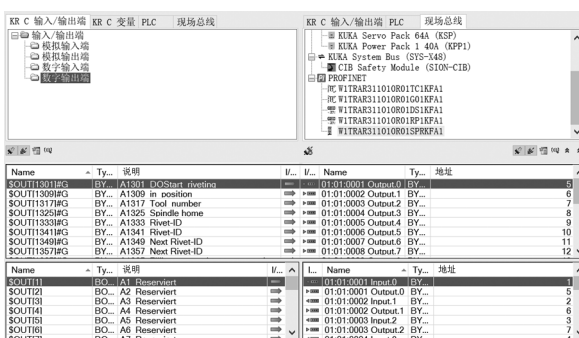 KR C 输入/输出端 KR C 变量 PLC 现场总线
输入/输出端
模拟输入端
模拟输出端
数字输入端
数字输出端
KR C 输入/输出端 PLC 现场总线
KUKA Servo Pack 64A (KSP)
KUKA Power Pack 1 40A (KPP1)
KUKA System Bus (SYS-X48)
CIB Safety Module (SION-CIB)
PROFINET
W1TRAR311010R01TC1KFA1
W1TRAR311010R01G01KFA1
W1TRAR311010R01DS1KFA1
W1TRAR311010R01RP1KFA1
W1TRAR311010R01SPRKFA1
Name Ty... 说明 I/...
$OUT[1301]#G BY... A1301 DOStart riveting
$OUT[1309]#G BY... A1309 in position
$OUT[1317]#G BY... A1317 Tool number
$OUT[1325]#G BY... A1325 Spindle home
$OUT[1333]#G BY... A1333 Rivet-ID
$OUT[1341]#G BY... A1341 Rivet-ID
$OUT[1349]#G BY... A1349 Next Rivet-ID
$OUT[1357]#G BY... A1357 Next Rivet-ID
I/... Name Ty... 地址
01:01:0001 Output.0 BY... 5
01:01:0002 Output.1 BY... 6
01:01:0003 Output.2 BY... 7
01:01:0004 Output.3 BY... 8
01:01:0005 Output.4 BY... 9
01:01:0006 Output.5 BY... 10
01:01:0007 Output.6 BY... 11
01:01:0008 Output.7 BY... 12
Name Ty... 说明 I/...
$OUT[1] BO... A1 Reserviert
$OUT[2] BO... A2 Reserviert
$OUT[3] BO... A3 Reserviert
$OUT[4] BO... A4 Reserviert
$OUT[5] BO... A5 Reserviert
$OUT[6] BO... A6 Reserviert
I... Name Ty... 地址
01:01:0001 Input.0 BY... 1
01:01:0001 Output.0 BY... 5
01:01:0002 Input.1 BY... 2
01:01:0002 Output.1 BY... 6
01:01:0003 Input.2 BY... 3
01:01:0003 Output.2 BY... 7